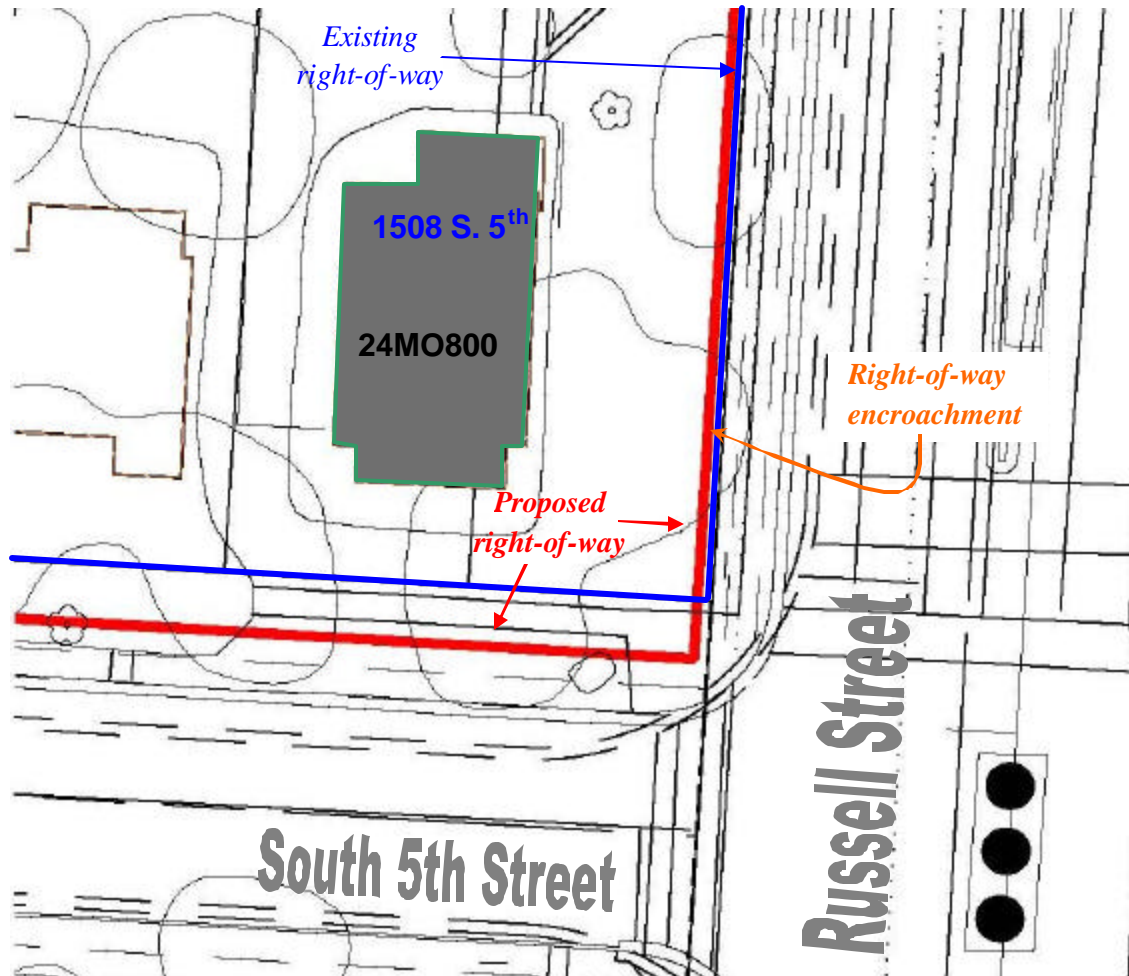 Existing
right-of-way
1508 S. 5th
24MO800
Right-of-way
encroachment
Proposed
right-of-way
South 5th Street
Russell Street